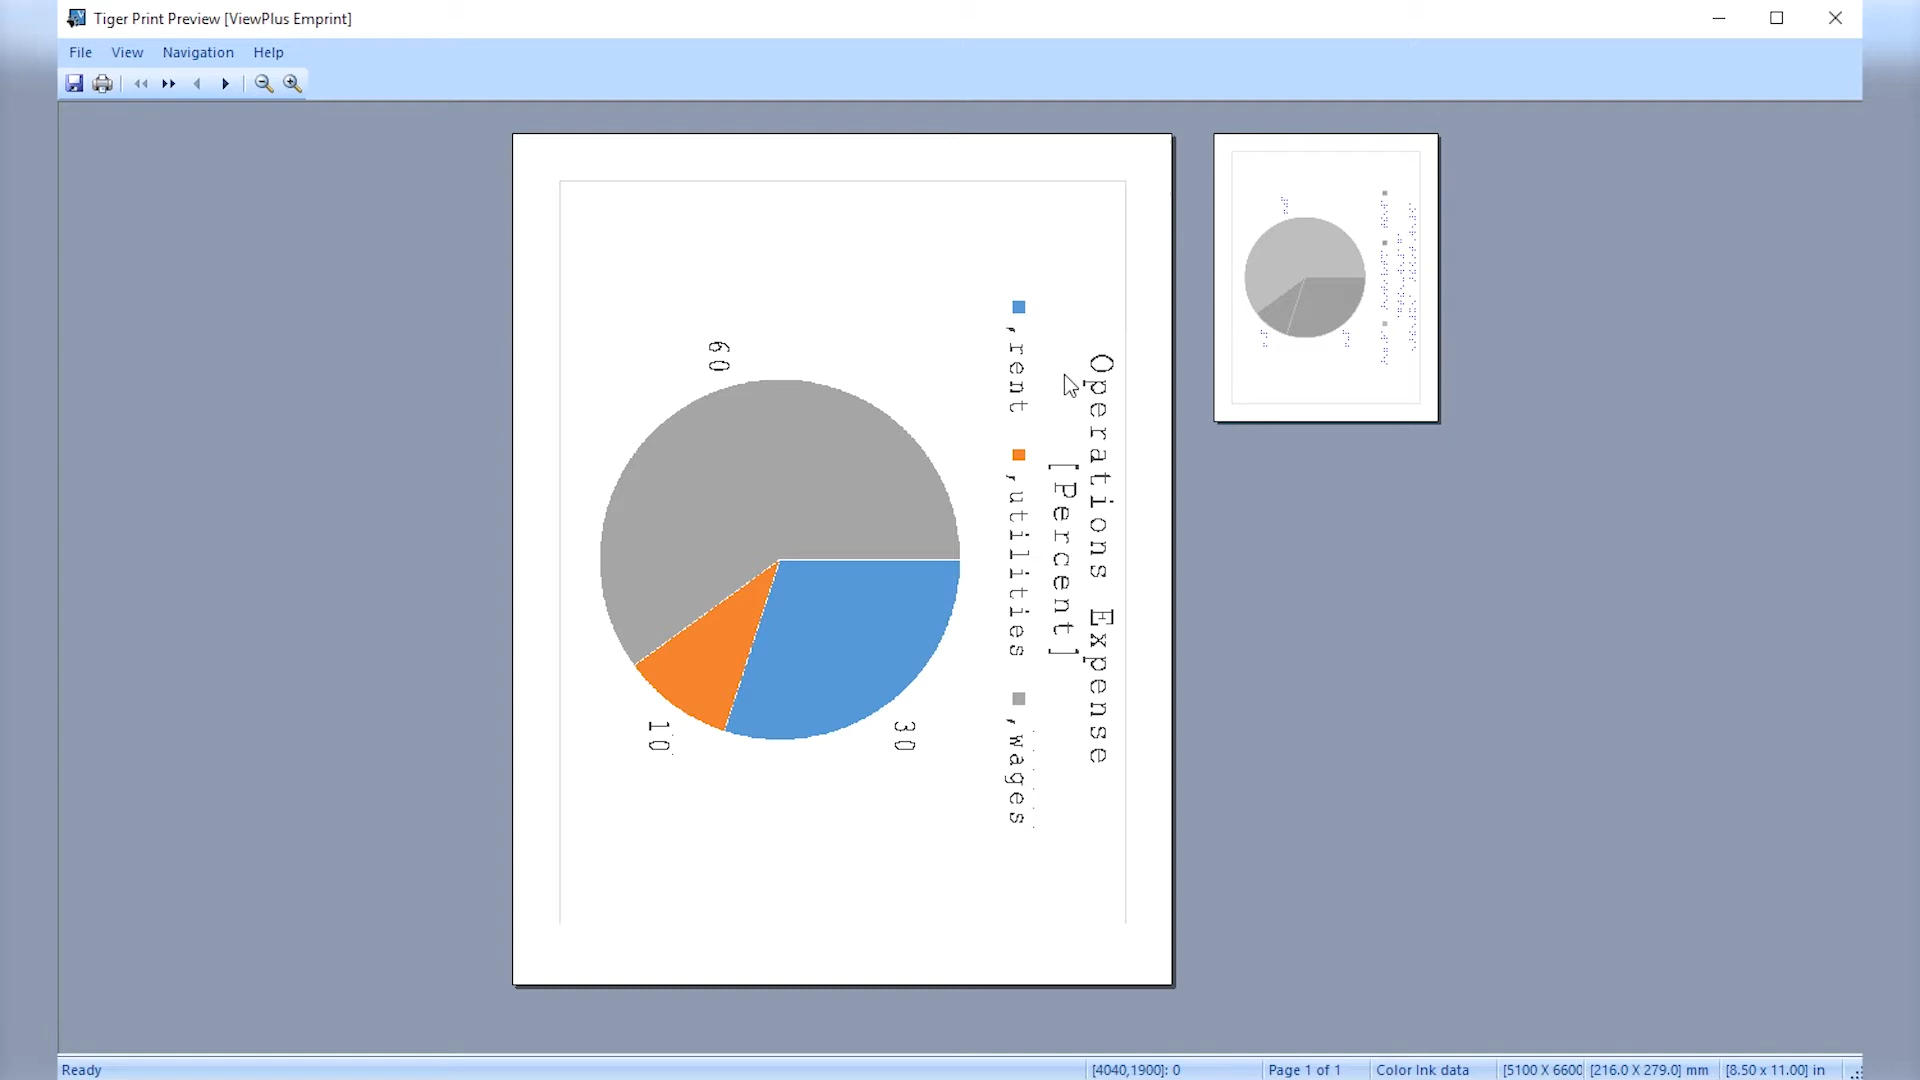 Tiger Print Preview [ViewPlus Emprint]
File View Navigation Help
Operations Expense
[Percent]
,rent ,utilities ,wages
60
30
10
Ready
[4040,1900]: 0
Page 1 of 1
Color Ink data
[5100 X 6600
[216.0 X 279.0] mm
[8.50 x 11.00] in